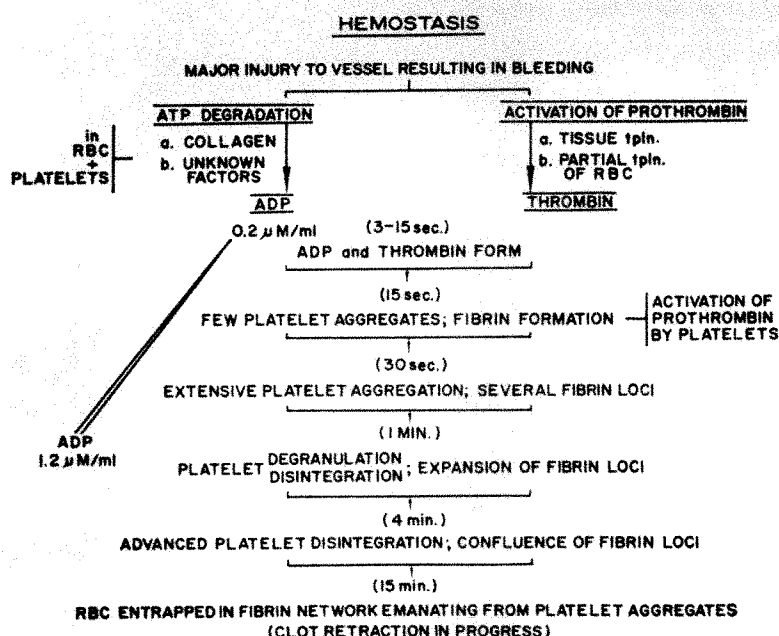 HEMOSTASIS
MAJOR INJURY TO VESSEL RESULTING IN BLEEDING
in
RBC
+
PLATELETS
ATP DEGRADATION
a. COLLAGEN
b. UNKNOWN
FACTORS
ADP
ACTIVATION OF PROTHROMBIN
a. TISSUE tpln.
b. PARTIAL tpln.
OF RBC
THROMBIN
0.2 μM/ml
(3-15 sec.)
ADP and THROMBIN FORM
(15 sec.)
FEW PLATELET AGGREGATES; FIBRIN FORMATION
ACTIVATION OF
PROTHROMBIN
BY PLATELETS
(30 sec.)
EXTENSIVE PLATELET AGGREGATION; SEVERAL FIBRIN LOCI
ADP
1.2 μM/ml
(1 MIN.)
PLATELET DEGRANULATION
DISINTEGRATION ; EXPANSION OF FIBRIN LOCI
(4 min.)
ADVANCED PLATELET DISINTEGRATION; CONFLUENCE OF FIBRIN LOCI
(15 min.)
RBC ENTRAPPED IN FIBRIN NETWORK EMANATING FROM PLATELET AGGREGATES
(CLOT RETRACTION IN PROGRESS)